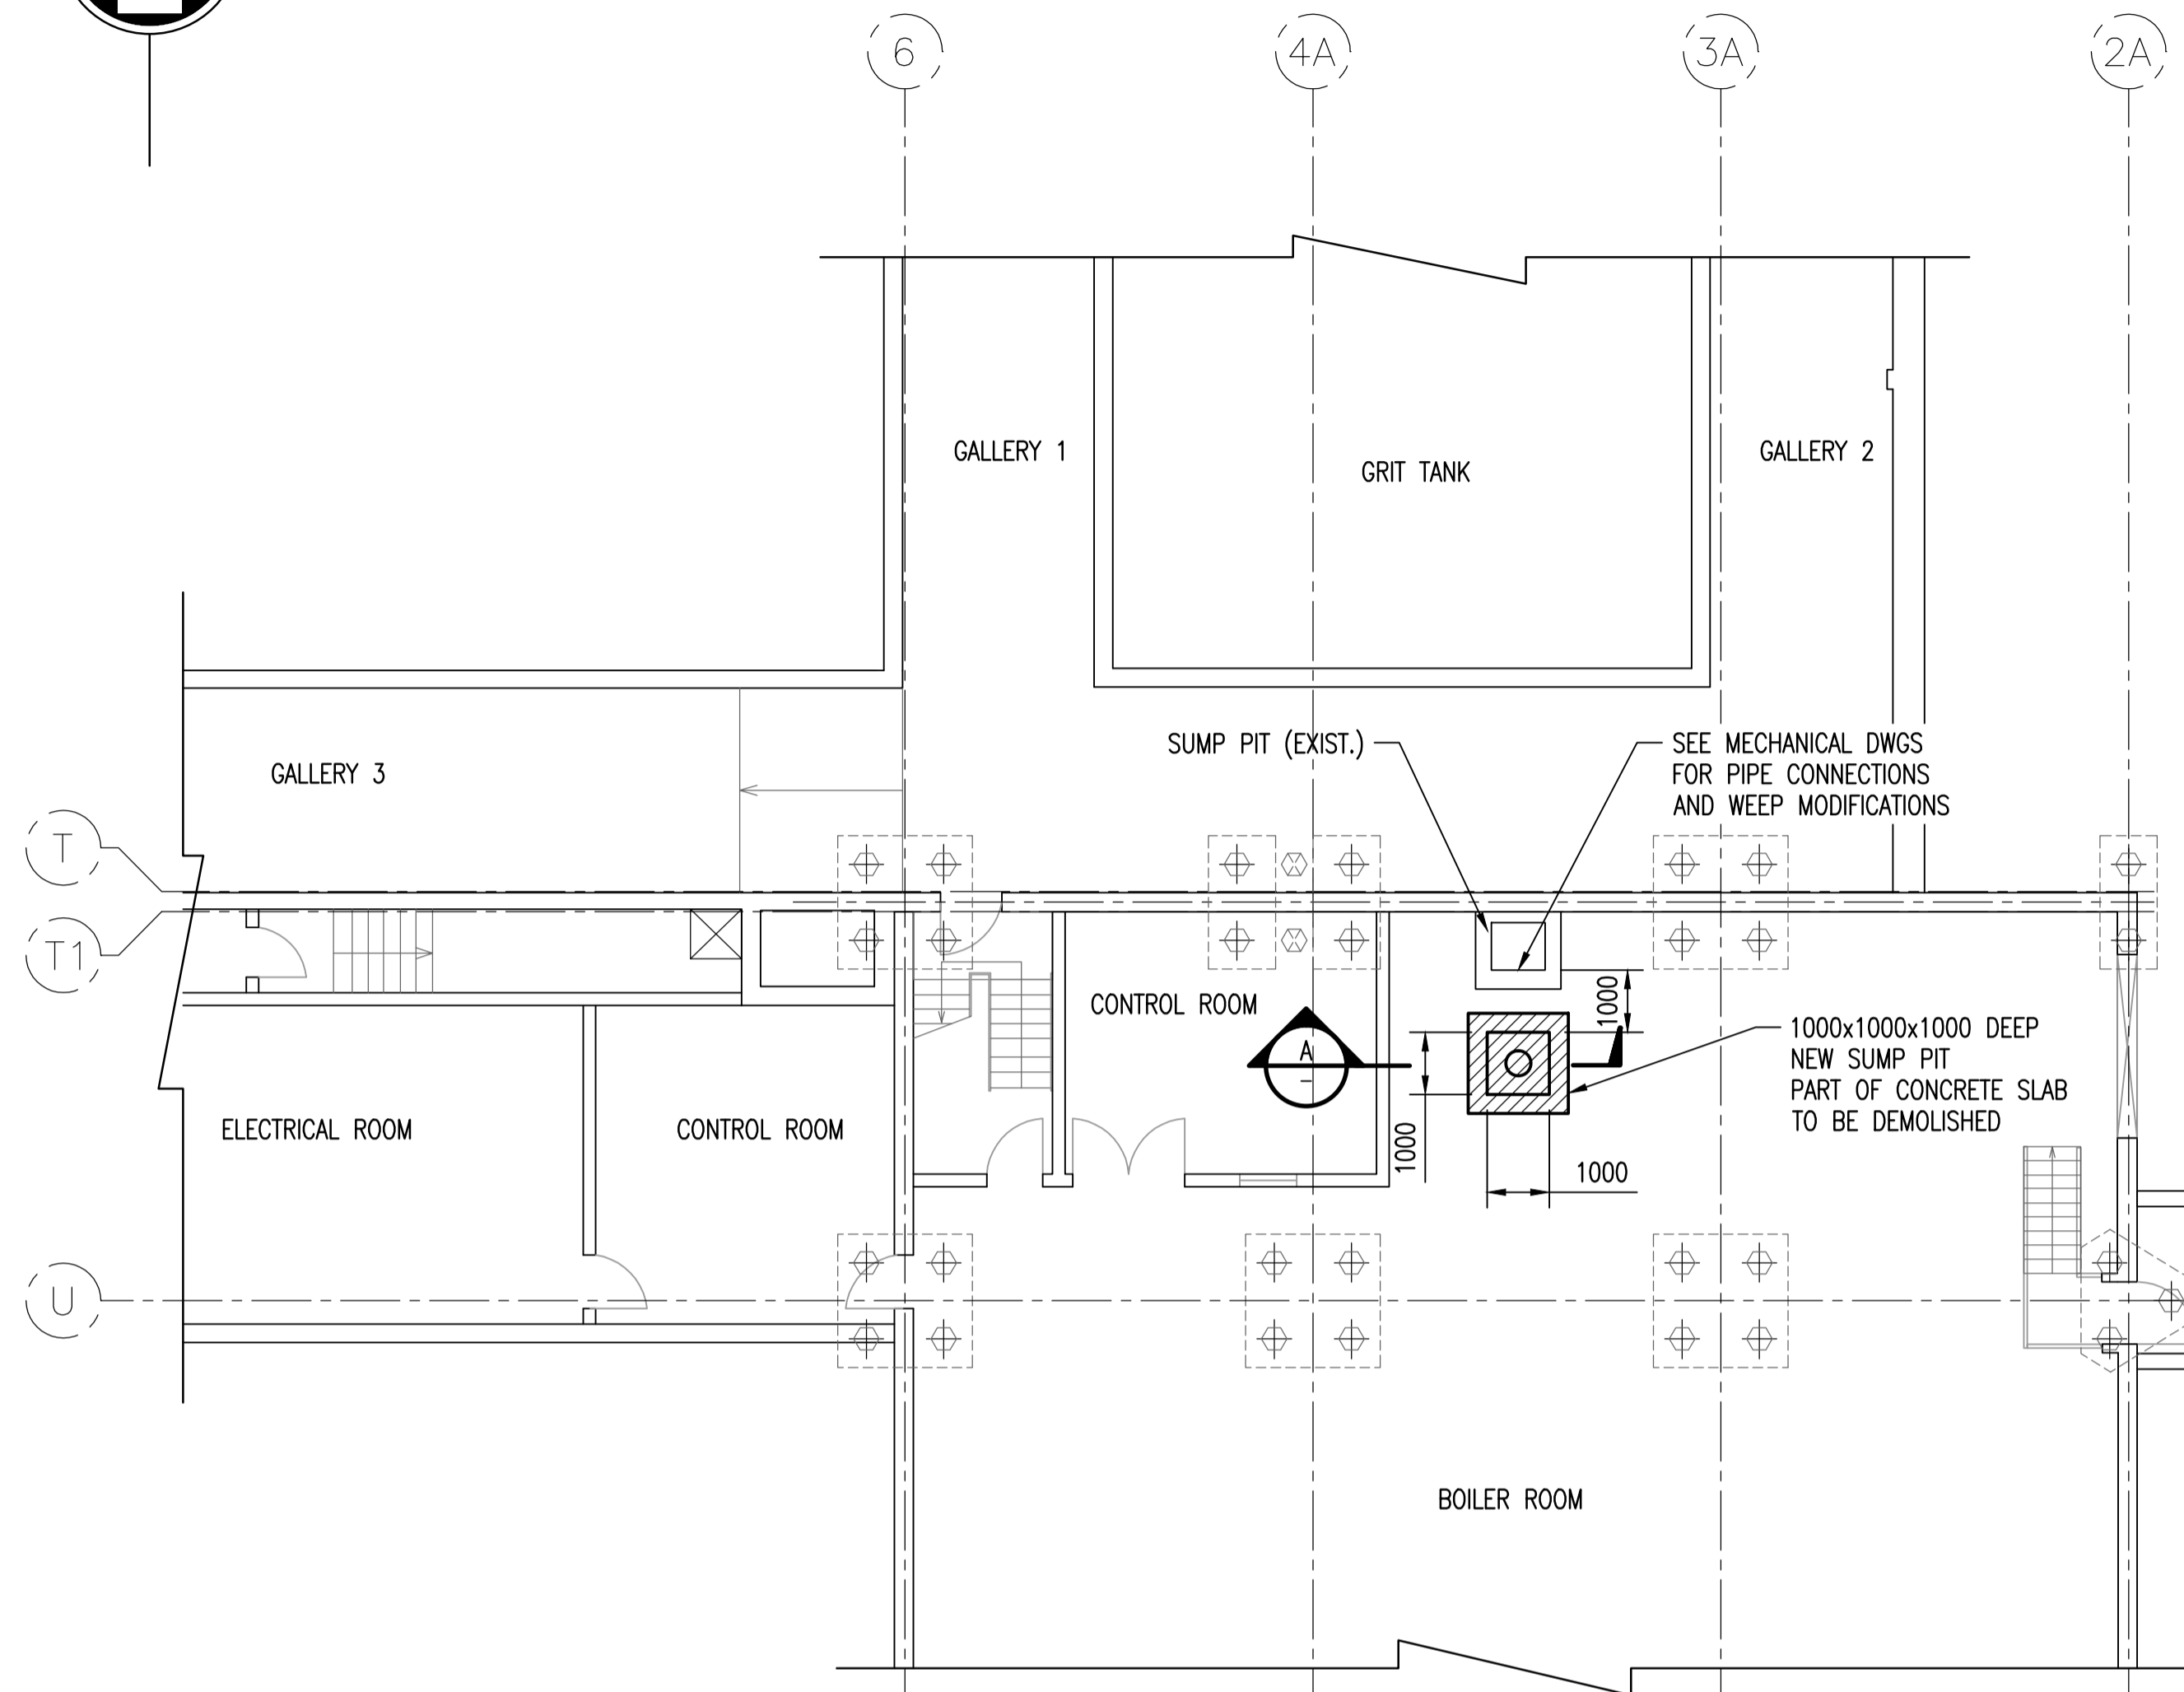 6
4A
3A
2A
GALLERY 1
GRIT TANK
GALLERY 2
GALLERY 3
SUMP PIT (EXIST.)
SEE MECHANICAL DWGS
FOR PIPE CONNECTIONS
AND WEEP MODIFICATIONS
T
T1
CONTROL ROOM
1000
A
-
1000x1000x1000 DEEP
NEW SUMP PIT
PART OF CONCRETE SLAB
TO BE DEMOLISHED
ELECTRICAL ROOM
CONTROL ROOM
1000
1000
U
BOILER ROOM